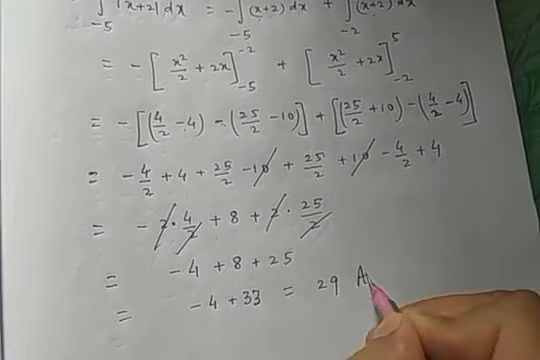 ∫_{-5} |x+2| dx = -∫_{-5} (x+2) dx + ∫_{-2} (x+2) dx
= -[x²/2 + 2x]_{-5}^{-2} + [x²/2 + 2x]_{-2}^{5}
= -[(4/2 - 4) - (25/2 - 10)] + [(25/2 + 10) - (4/2 - 4)]
= -4/2 + 4 + 25/2 - 10 + 25/2 + 10 - 4/2 + 4
= -2·4/2 + 8 + 2·25/2
= -4 + 8 + 25
= -4 + 33 = 29 A